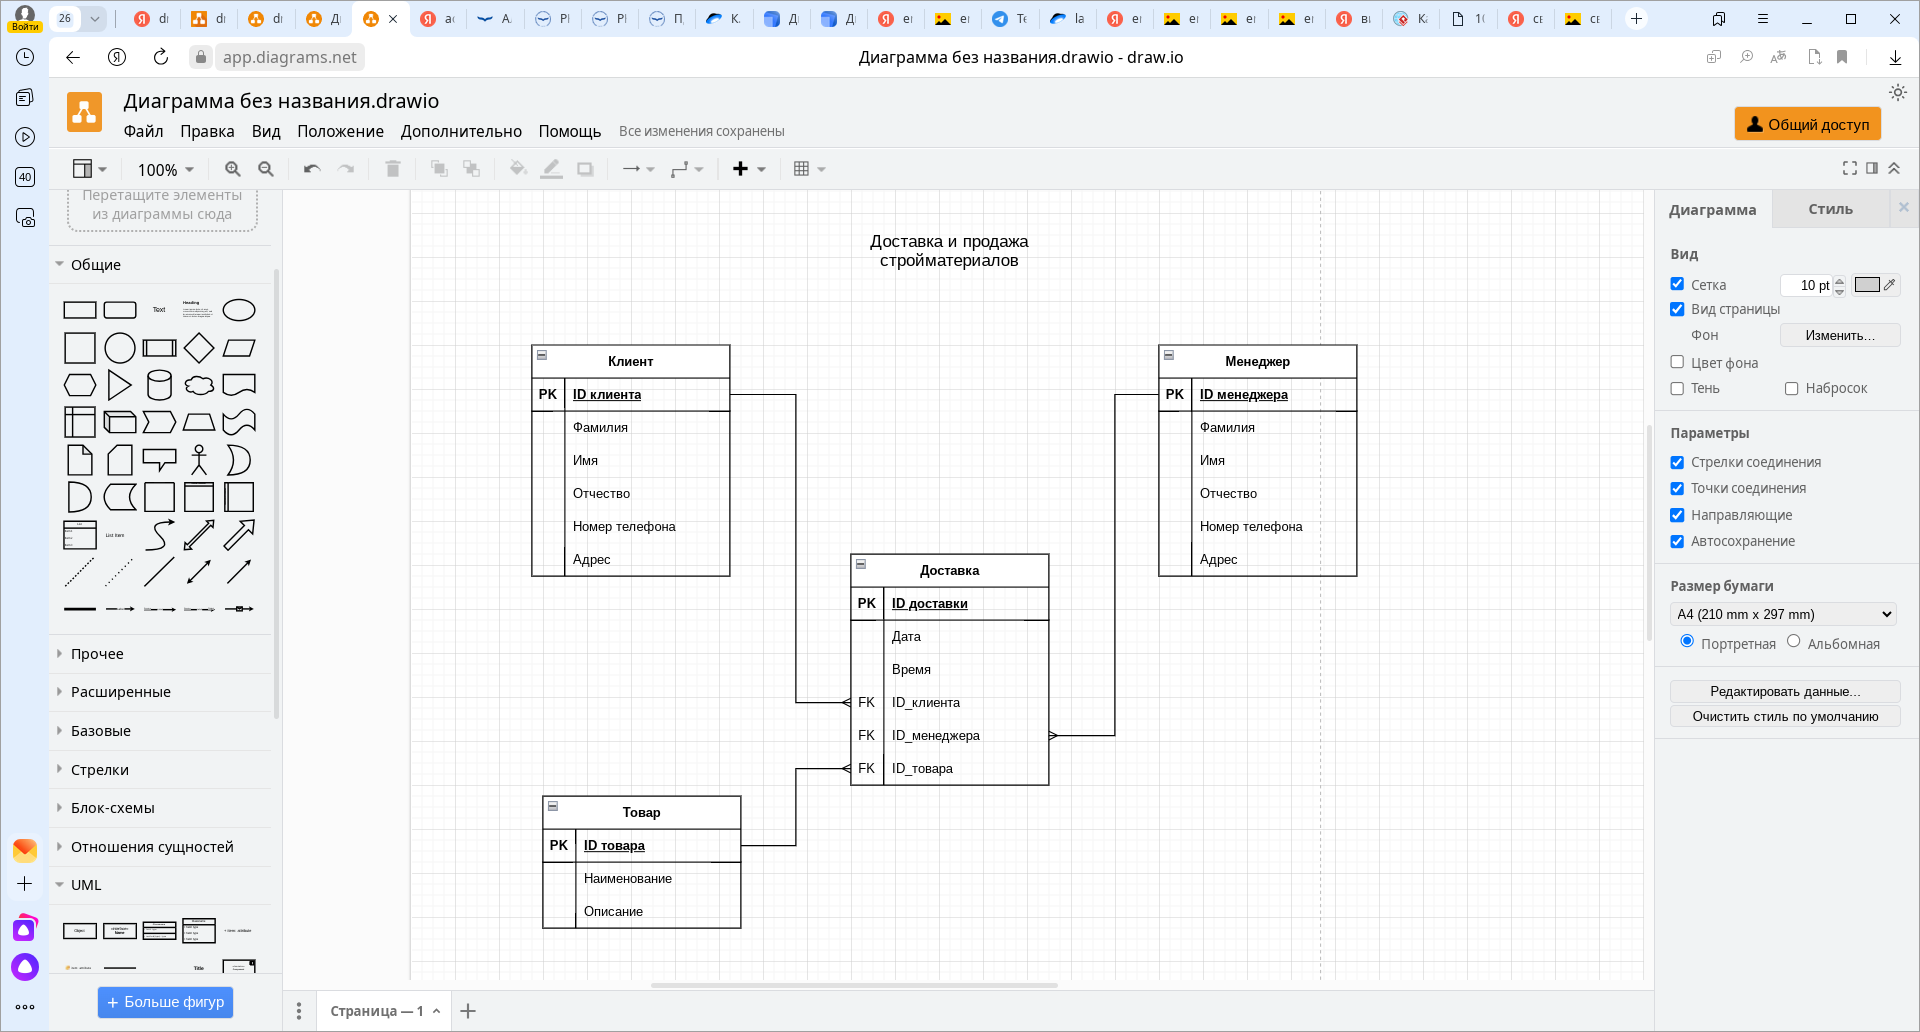 26
Войти
40
app.diagrams.net
Диаграмма без названия.drawio - draw.io
Диаграмма без названия.drawio
Файл Правка Вид Положение Дополнительно Помощь Все изменения сохранены
Общий доступ
100%
Перетащите элементы
из диаграммы сюда
Общие
Text
Heading
List Item
Прочее
Расширенные
Базовые
Стрелки
Блок-схемы
Отношения сущностей
UML
Object
Title
+ Больше фигур
Доставка и продажа
стройматериалов
Клиент
PK ID клиента
Фамилия
Имя
Отчество
Номер телефона
Адрес
Менеджер
PK ID менеджера
Фамилия
Имя
Отчество
Номер телефона
Адрес
Доставка
PK ID доставки
Дата
Время
FK ID_клиента
FK ID_менеджера
FK ID_товара
Товар
PK ID товара
Наименование
Описание
Страница — 1
Диаграмма Стиль
Вид
Сетка 10 pt
Вид страницы
Фон Изменить...
Цвет фона
Тень Набросок
Параметры
Стрелки соединения
Точки соединения
Направляющие
Автосохранение
Размер бумаги
A4 (210 mm x 297 mm)
Портретная Альбомная
Редактировать данные...
Очистить стиль по умолчанию